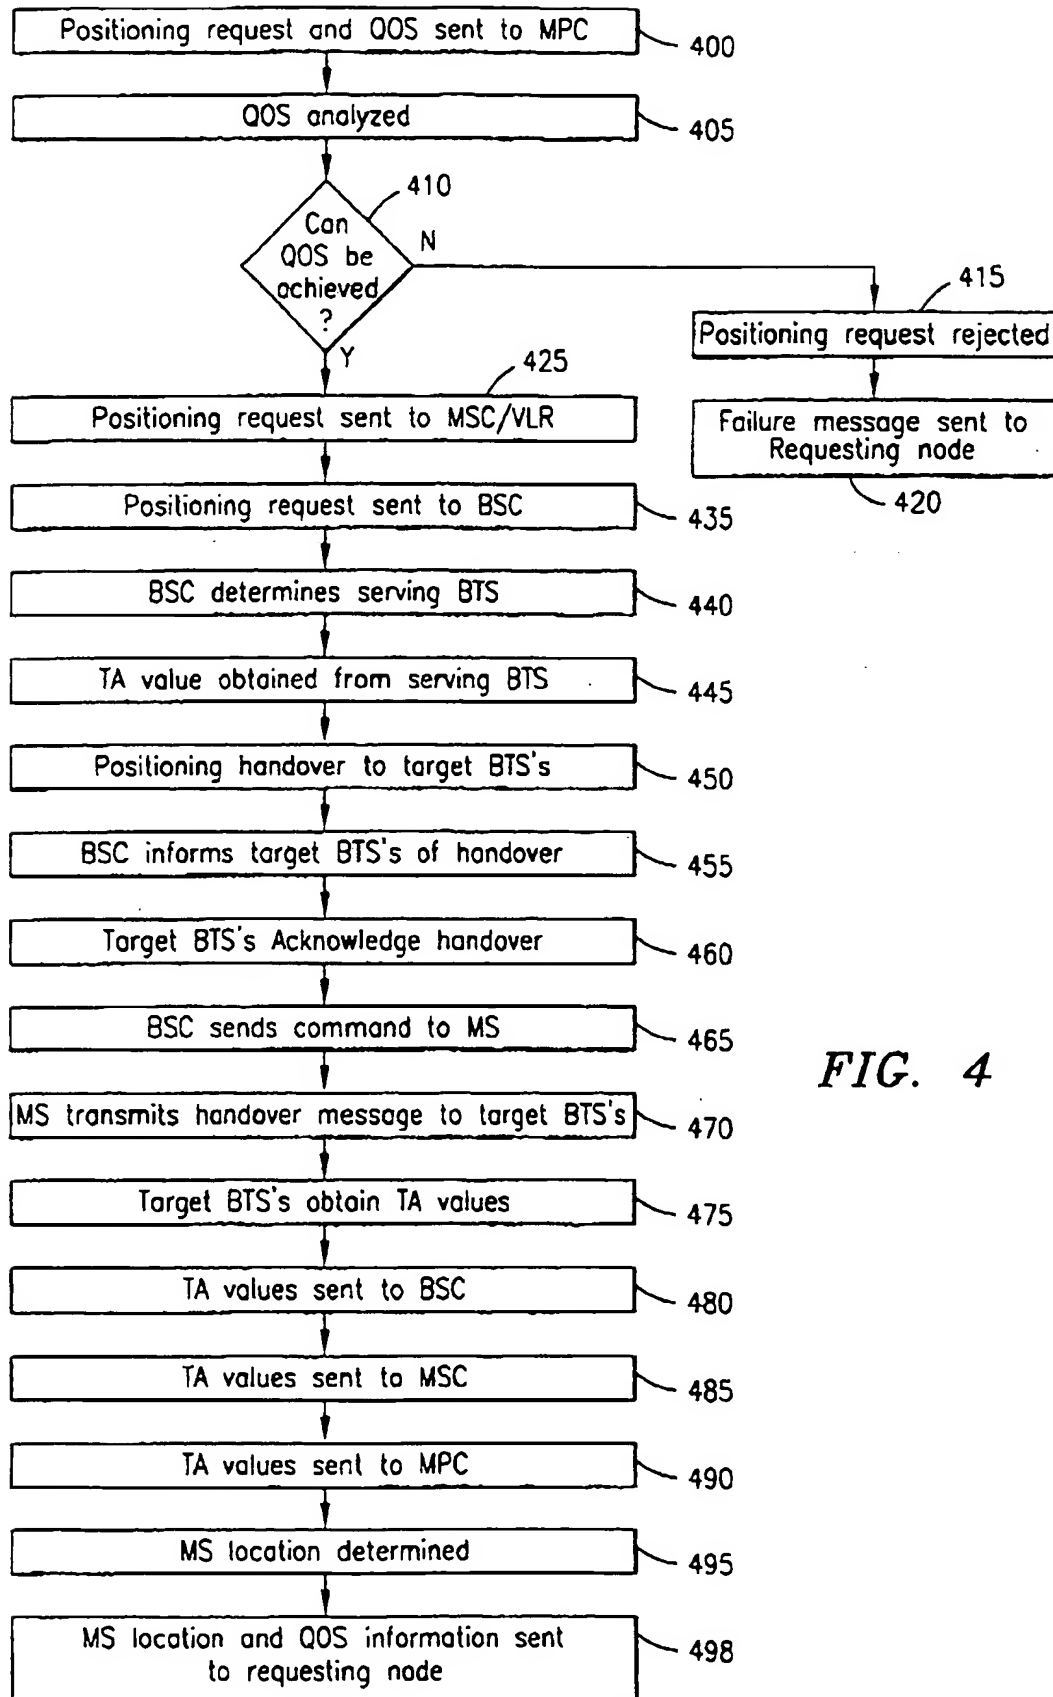 Positioning request and QOS sent to MPC
400
QOS analyzed
405
410
Can
QOS be
achieved
?
N
Y
415
Positioning request rejected
Failure message sent to
Requesting node
420
425
Positioning request sent to MSC/VLR
Positioning request sent to BSC
435
BSC determines serving BTS
440
TA value obtained from serving BTS
445
Positioning handover to target BTS's
450
BSC informs target BTS's of handover
455
Target BTS's Acknowledge handover
460
BSC sends command to MS
465
MS transmits handover message to target BTS's
470
Target BTS's obtain TA values
475
TA values sent to BSC
480
TA values sent to MSC
485
TA values sent to MPC
490
MS location determined
495
MS location and QOS information sent
to requesting node
498
FIG. 4